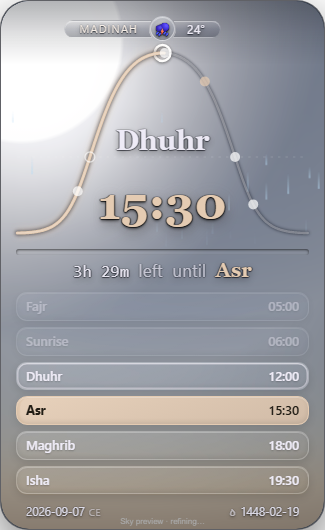 MADINAH 24°
Dhuhr
15:30
3h 29m left until Asr
Fajr 05:00
Sunrise 06:00
Dhuhr 12:00
Asr 15:30
Maghrib 18:00
Isha 19:30
2026-09-07 CE 1448-02-19
Sky preview · refining...